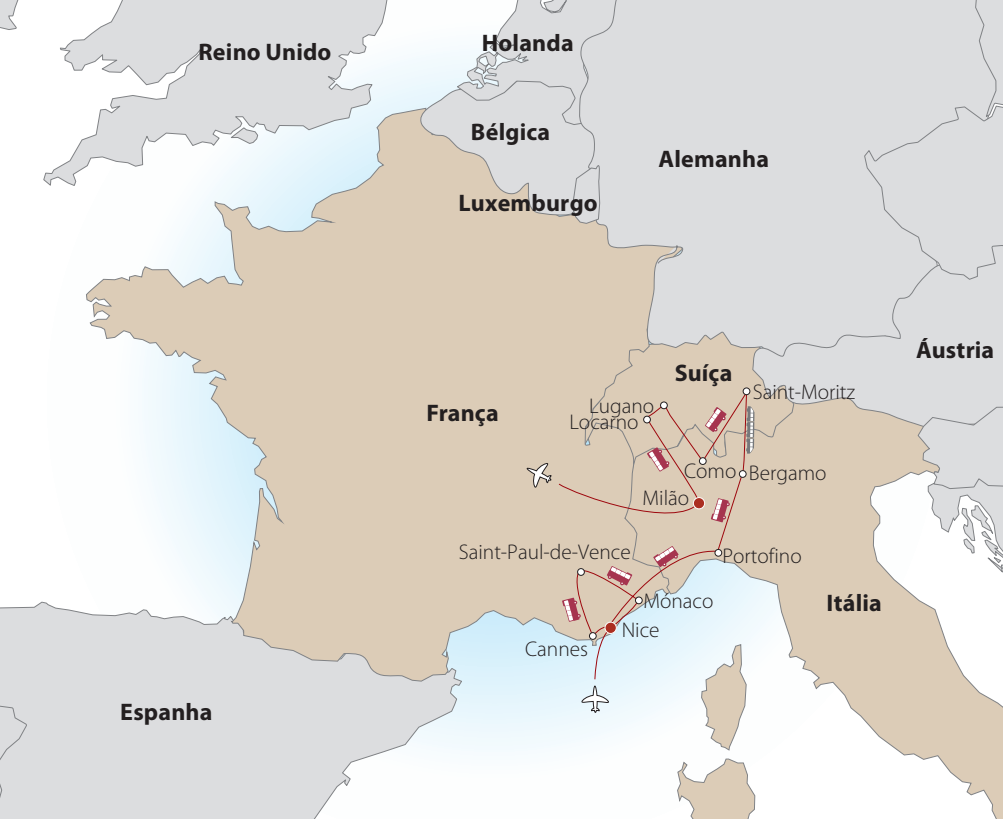 Holanda
Reino Unido
Bélgica
Alemanha
Luxemburgo
Áustria
Suíça
Saint-Moritz
Lugano
França
Locarno
Como
Bergamo
Milão
Saint-Paul-de-Vence
Portofino
Mónaco
Itália
Nice
Cannes
Espanha